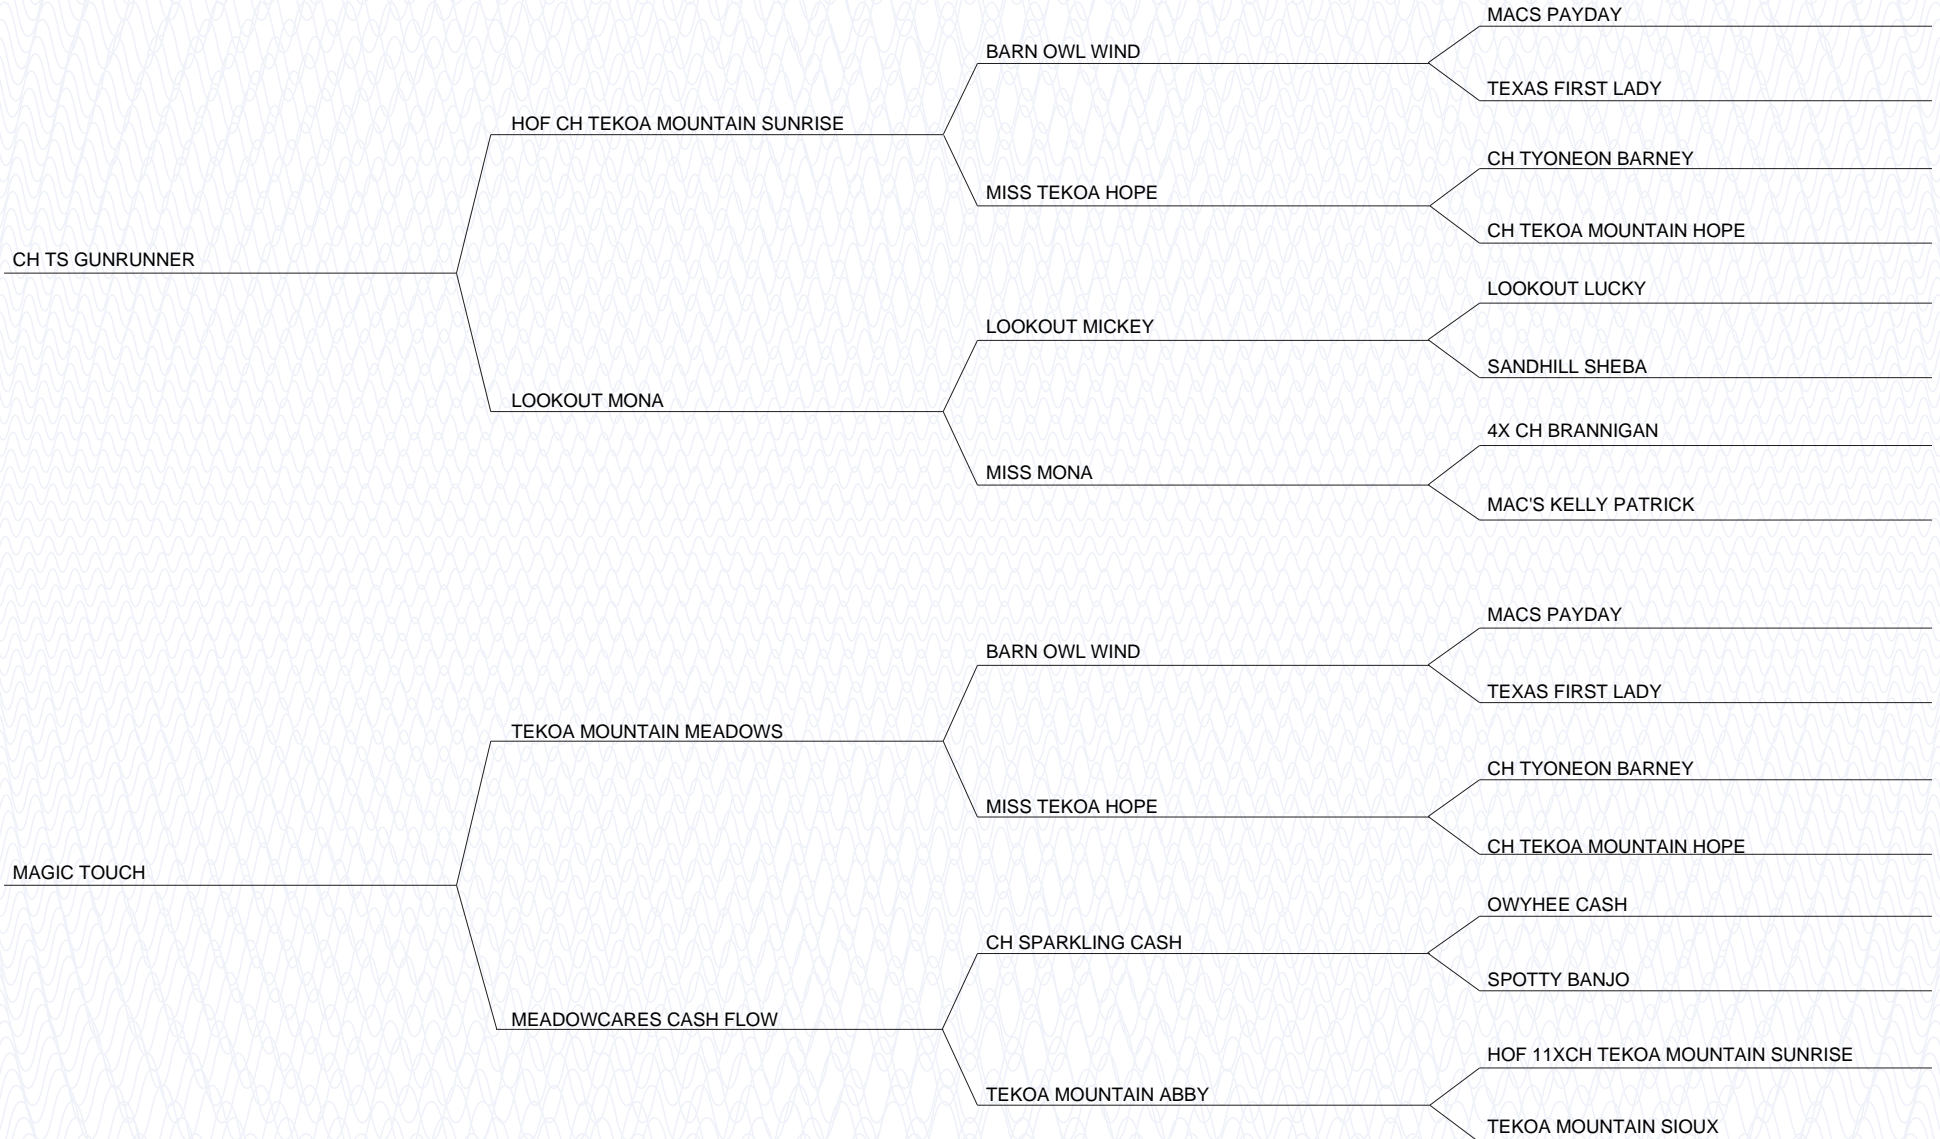 MACS PAYDAY
BARN OWL WIND
TEXAS FIRST LADY
HOF CH TEKOA MOUNTAIN SUNRISE
CH TYONEON BARNEY
MISS TEKOA HOPE
CH TEKOA MOUNTAIN HOPE
CH TS GUNRUNNER
LOOKOUT LUCKY
LOOKOUT MICKEY
SANDHILL SHEBA
LOOKOUT MONA
4X CH BRANNIGAN
MISS MONA
MAC'S KELLY PATRICK
MACS PAYDAY
BARN OWL WIND
TEXAS FIRST LADY
TEKOA MOUNTAIN MEADOWS
CH TYONEON BARNEY
MISS TEKOA HOPE
CH TEKOA MOUNTAIN HOPE
MAGIC TOUCH
OWYHEE CASH
CH SPARKLING CASH
SPOTTY BANJO
MEADOWCARES CASH FLOW
HOF 11XCH TEKOA MOUNTAIN SUNRISE
TEKOA MOUNTAIN ABBY
TEKOA MOUNTAIN SIOUX